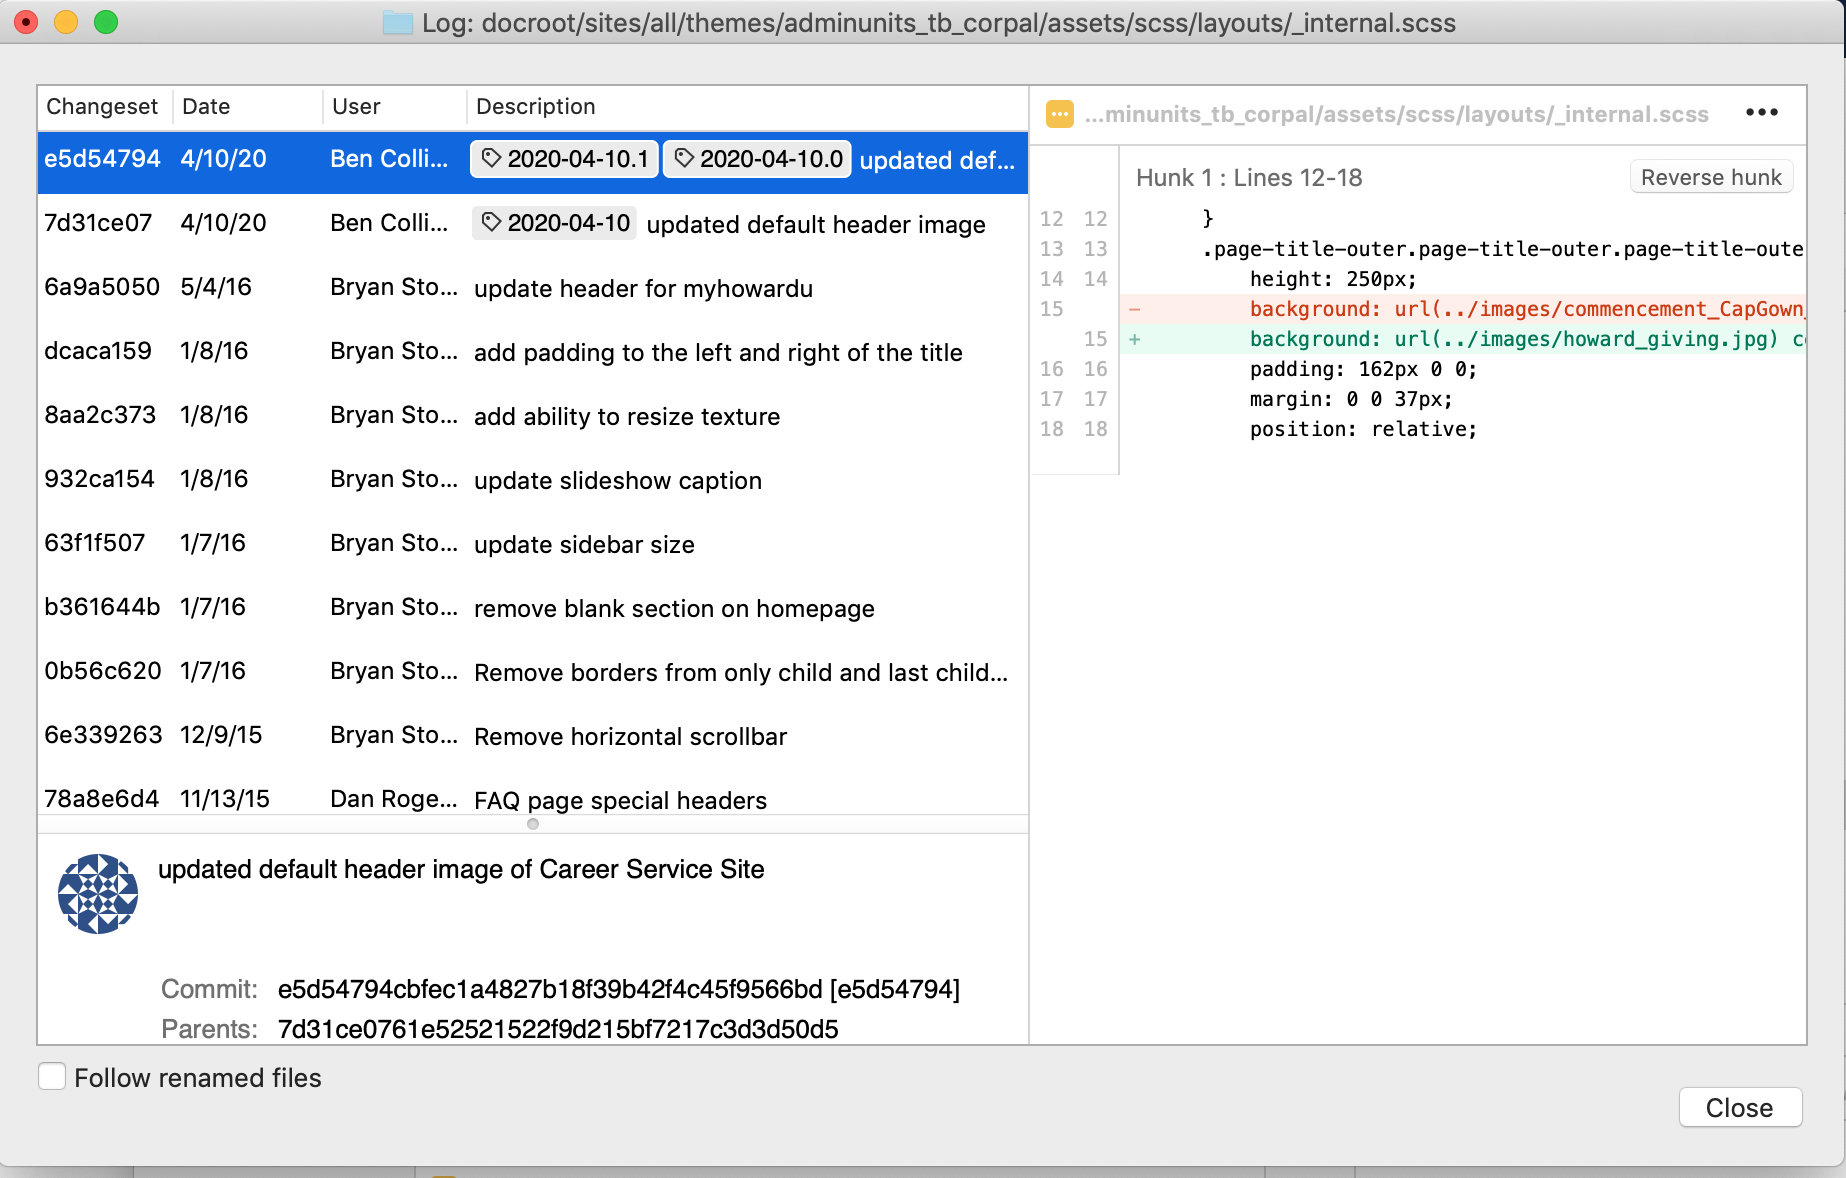 Log: docroot/sites/all/themes/adminunits_tb_corpal/assets/scss/layouts/_internal.scss
Changeset Date User Description
e5d54794 4/10/20 Ben Colli... 2020-04-10.1 2020-04-10.0 updated def...
7d31ce07 4/10/20 Ben Colli... 2020-04-10 updated default header image
6a9a5050 5/4/16 Bryan Sto... update header for myhowardu
dcaca159 1/8/16 Bryan Sto... add padding to the left and right of the title
8aa2c373 1/8/16 Bryan Sto... add ability to resize texture
932ca154 1/8/16 Bryan Sto... update slideshow caption
63f1f507 1/7/16 Bryan Sto... update sidebar size
b361644b 1/7/16 Bryan Sto... remove blank section on homepage
0b56c620 1/7/16 Bryan Sto... Remove borders from only child and last child...
6e339263 12/9/15 Bryan Sto... Remove horizontal scrollbar
78a8e6d4 11/13/15 Dan Roge... FAQ page special headers
updated default header image of Career Service Site
Commit: e5d54794cbfec1a4827b18f39b42f4c45f9566bd [e5d54794]
Parents: 7d31ce0761e52521522f9d215bf7217c3d3d50d5
...minunits_tb_corpal/assets/scss/layouts/_internal.scss
Hunk 1 : Lines 12-18 Reverse hunk
12 12 }
13 13 .page-title-outer.page-title-outer.page-title-oute
14 14 height: 250px;
15 - background: url(../images/commencement_CapGown_
15 + background: url(../images/howard_giving.jpg) c
16 16 padding: 162px 0 0;
17 17 margin: 0 0 37px;
18 18 position: relative;
Follow renamed files
Close